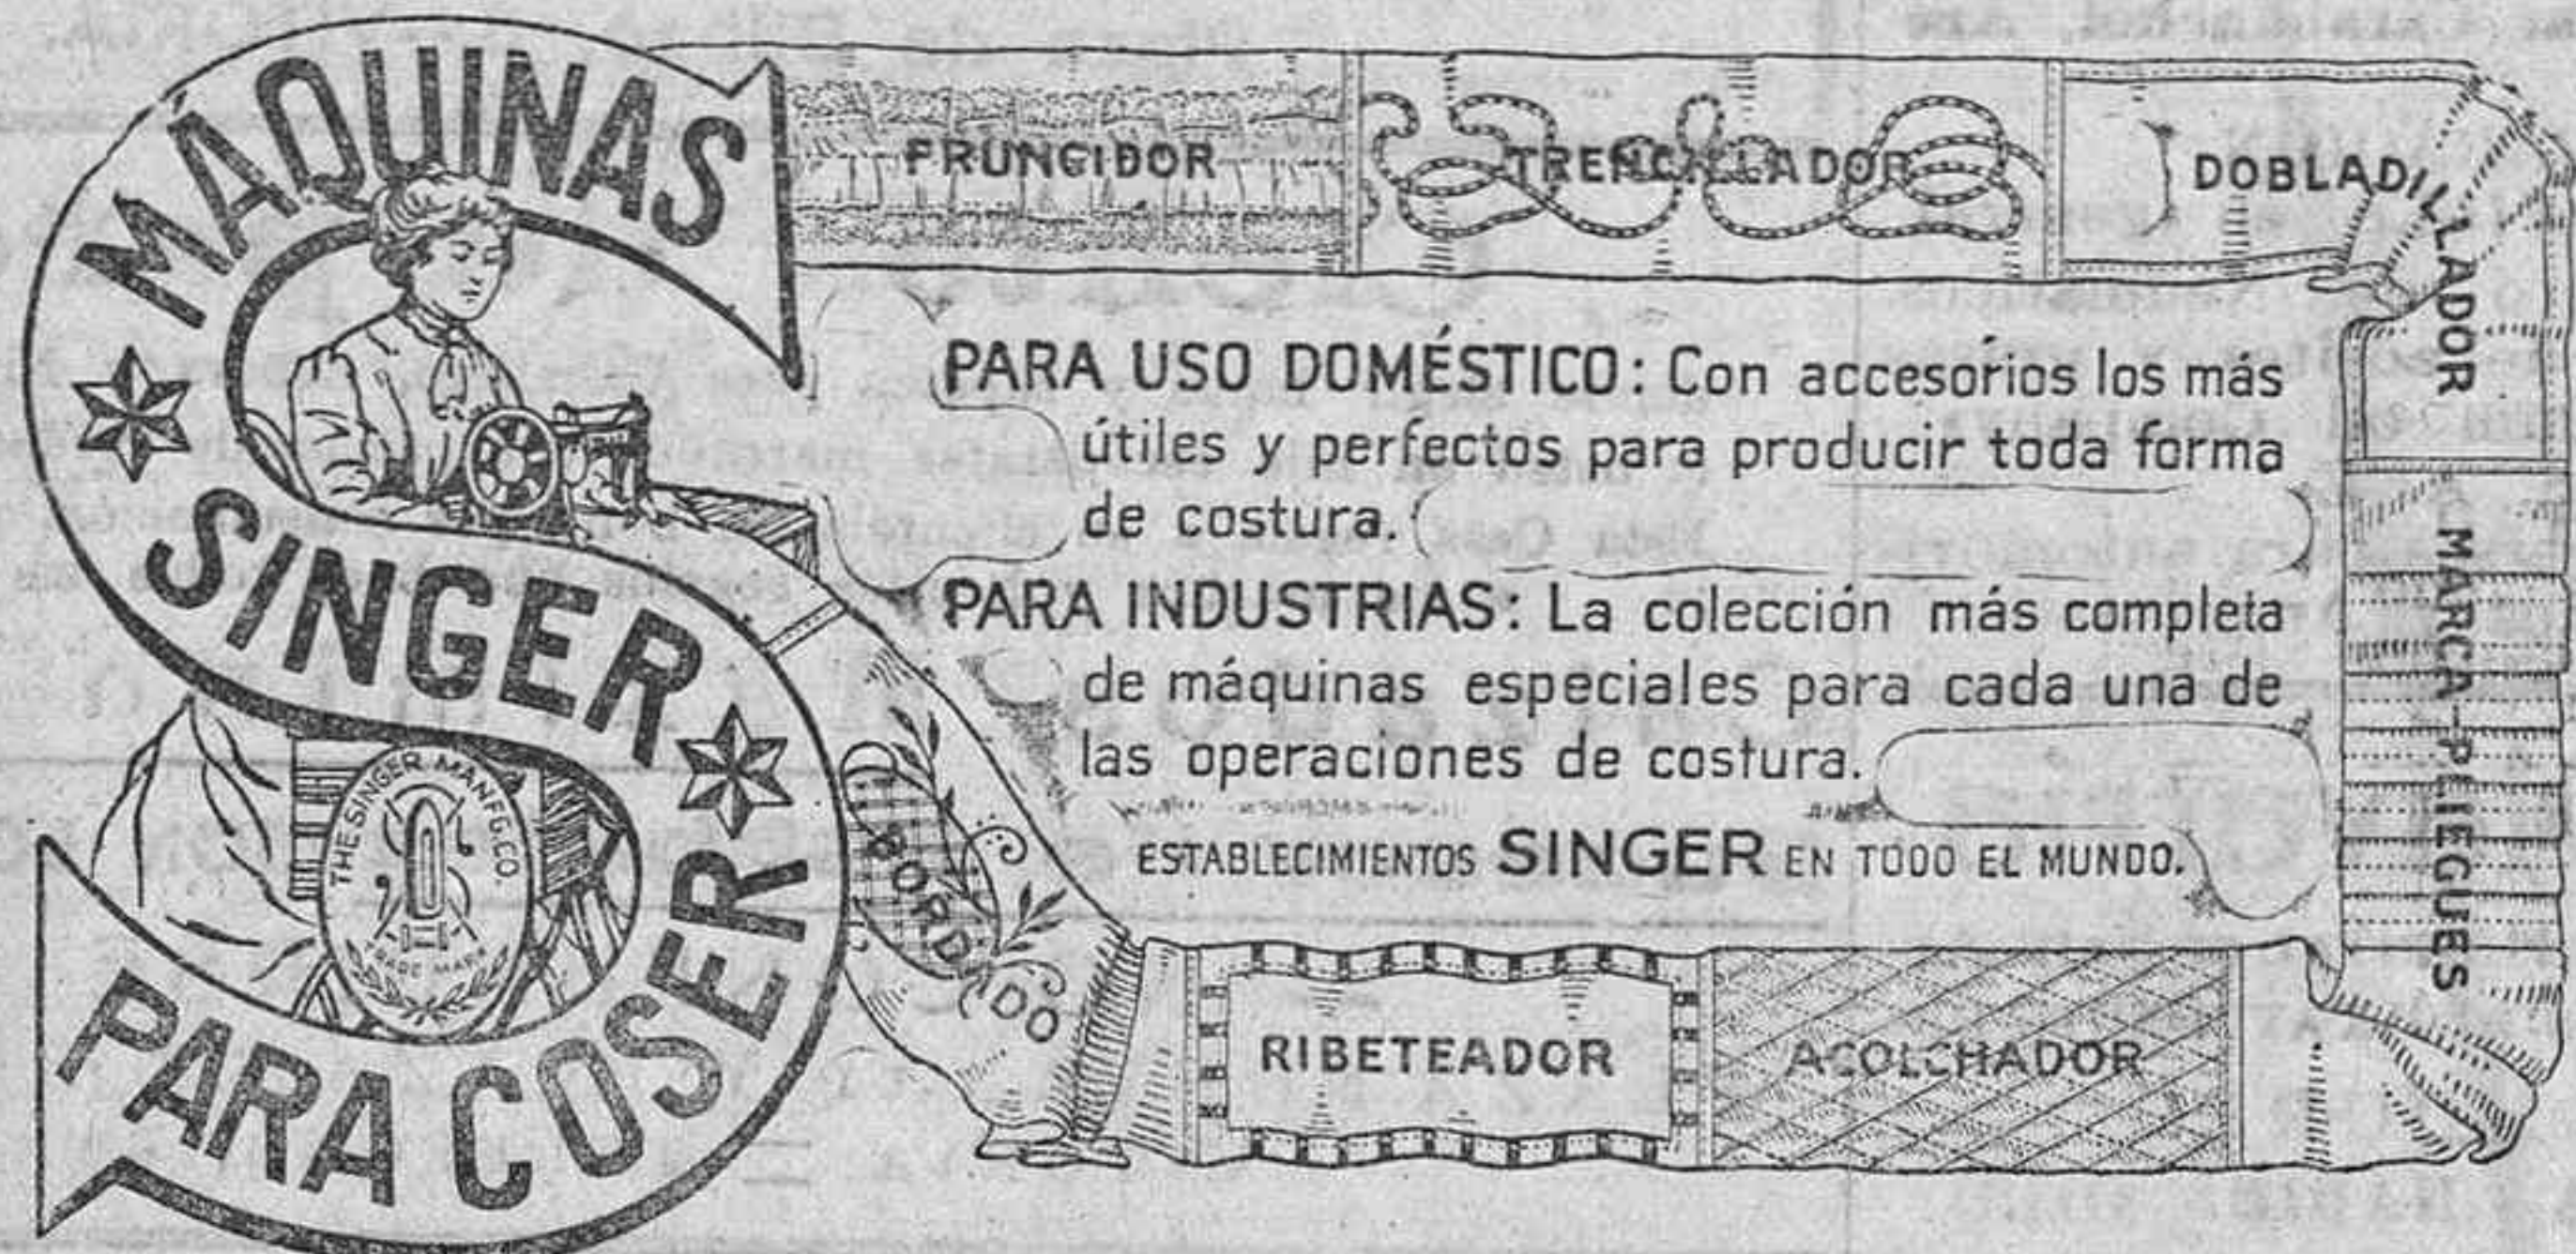 MÁQUINAS
SINGER
PARA COSER
THE SINGER MANFG. CO.
TRADE MARK
FRUNCIDOR
TRENCILLADOR
DOBLADILLADOR
MARCA-PLIEGUES
PARA USO DOMÉSTICO: Con accesorios los más
útiles y perfectos para producir toda forma
de costura.
PARA INDUSTRIAS: La colección más completa
de máquinas especiales para cada una de
las operaciones de costura.
ESTABLECIMIENTOS SINGER EN TODO EL MUNDO.
BORDADO
RIBETEADOR
ACOLCHADOR